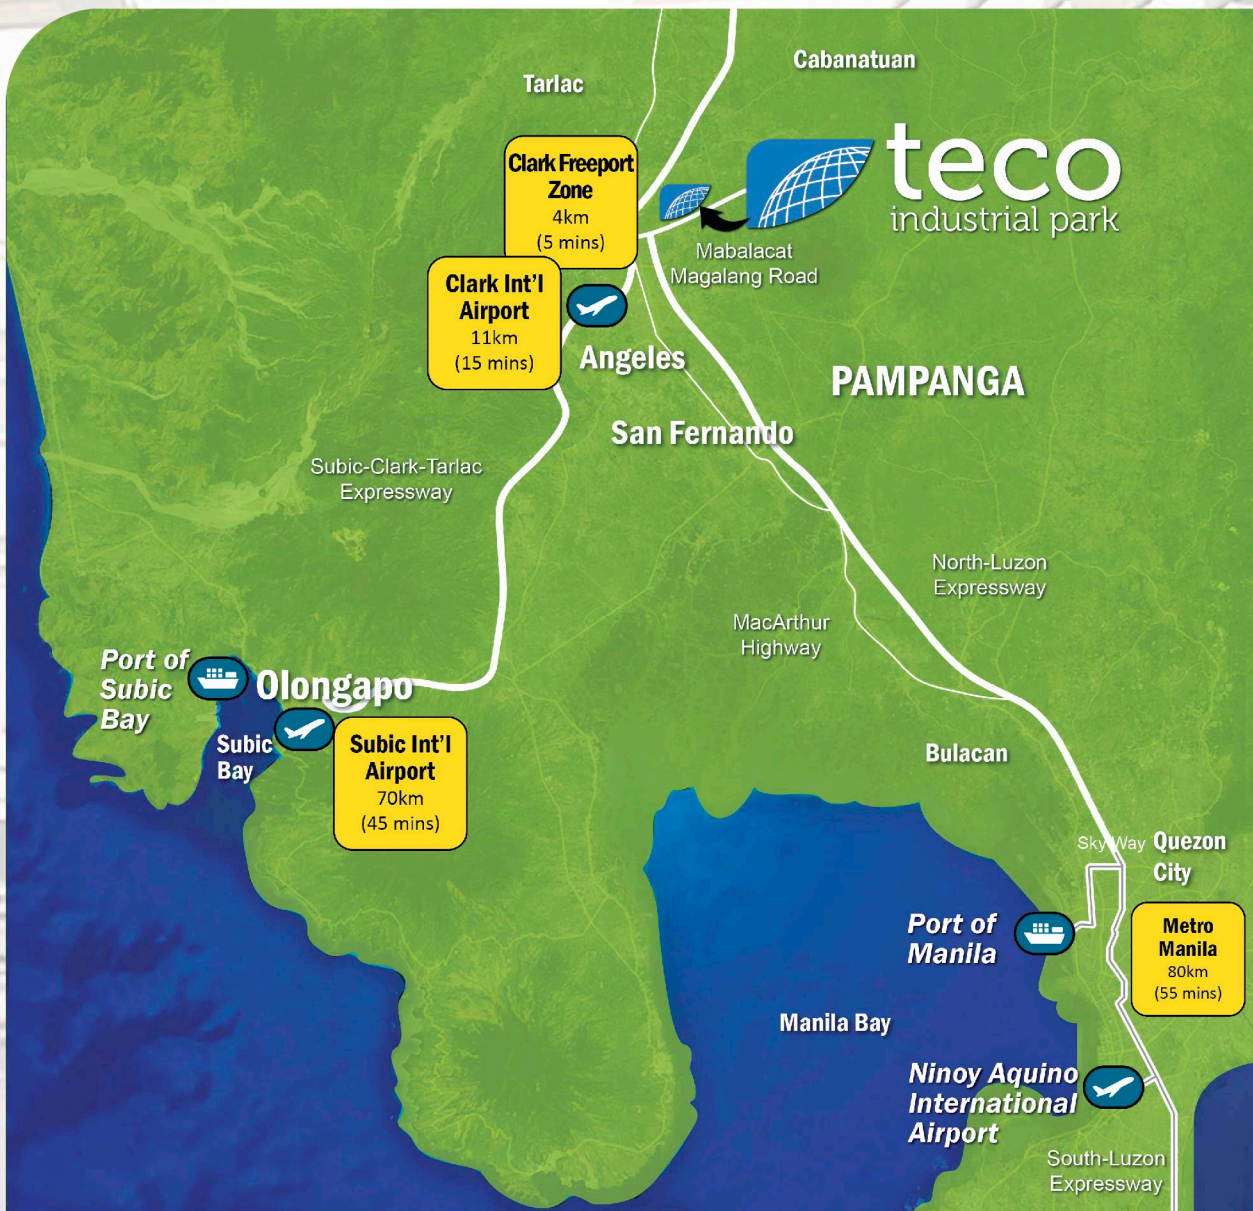 Tarlac
Cabanatuan
teco
industrial park
Clark Freeport
Zone
4km
(5 mins)
Mabalacat
Magalang Road
Clark Int'l
Airport
11km
(15 mins)
Angeles
PAMPANGA
San Fernando
Subic-Clark-Tarlac
Expressway
North-Luzon
Expressway
MacArthur
Highway
Port of
Subic
Bay
Olongapo
Subic
Bay
Subic Int'l
Airport
70km
(45 mins)
Bulacan
Sky Way
Quezon
City
Port of
Manila
Metro
Manila
80km
(55 mins)
Manila Bay
Ninoy Aquino
International
Airport
South-Luzon
Expressway